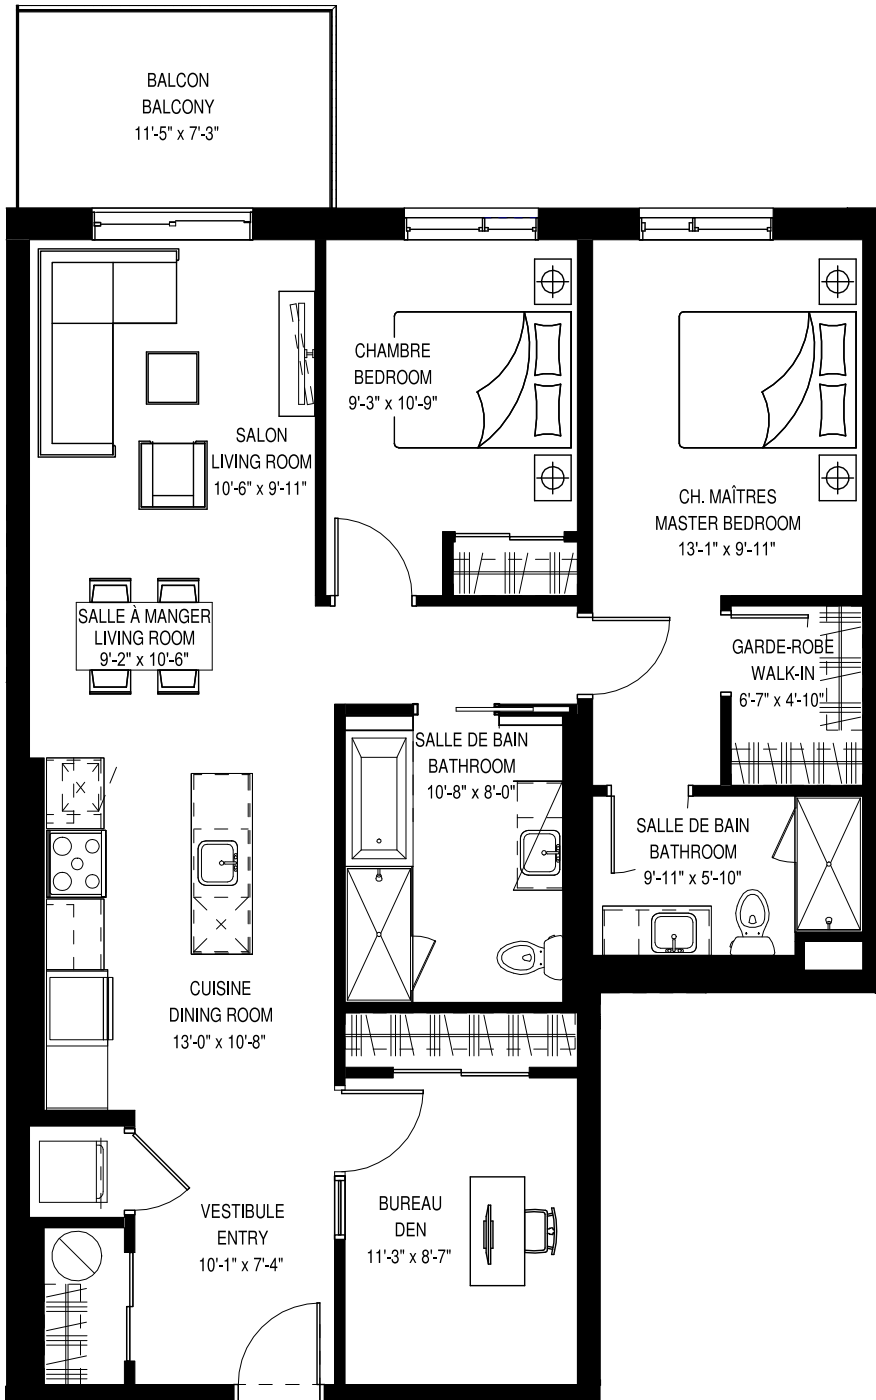 BALCON
BALCONY
11'-5" x 7'-3"
CHAMBRE
BEDROOM
9'-3" x 10'-9"
SALON
LIVING ROOM
10'-6" x 9'-11"
CH. MAÎTRES
MASTER BEDROOM
13'-1" x 9'-11"
SALLE À MANGER
LIVING ROOM
9'-2" x 10'-6"
GARDE-ROBE
WALK-IN
6'-7" x 4'-10"
SALLE DE BAIN
BATHROOM
10'-8" x 8'-0"
SALLE DE BAIN
BATHROOM
9'-11" x 5'-10"
CUISINE
DINING ROOM
13'-0" x 10'-8"
VESTIBULE
ENTRY
10'-1" x 7'-4"
BUREAU
DEN
11'-3" x 8'-7"